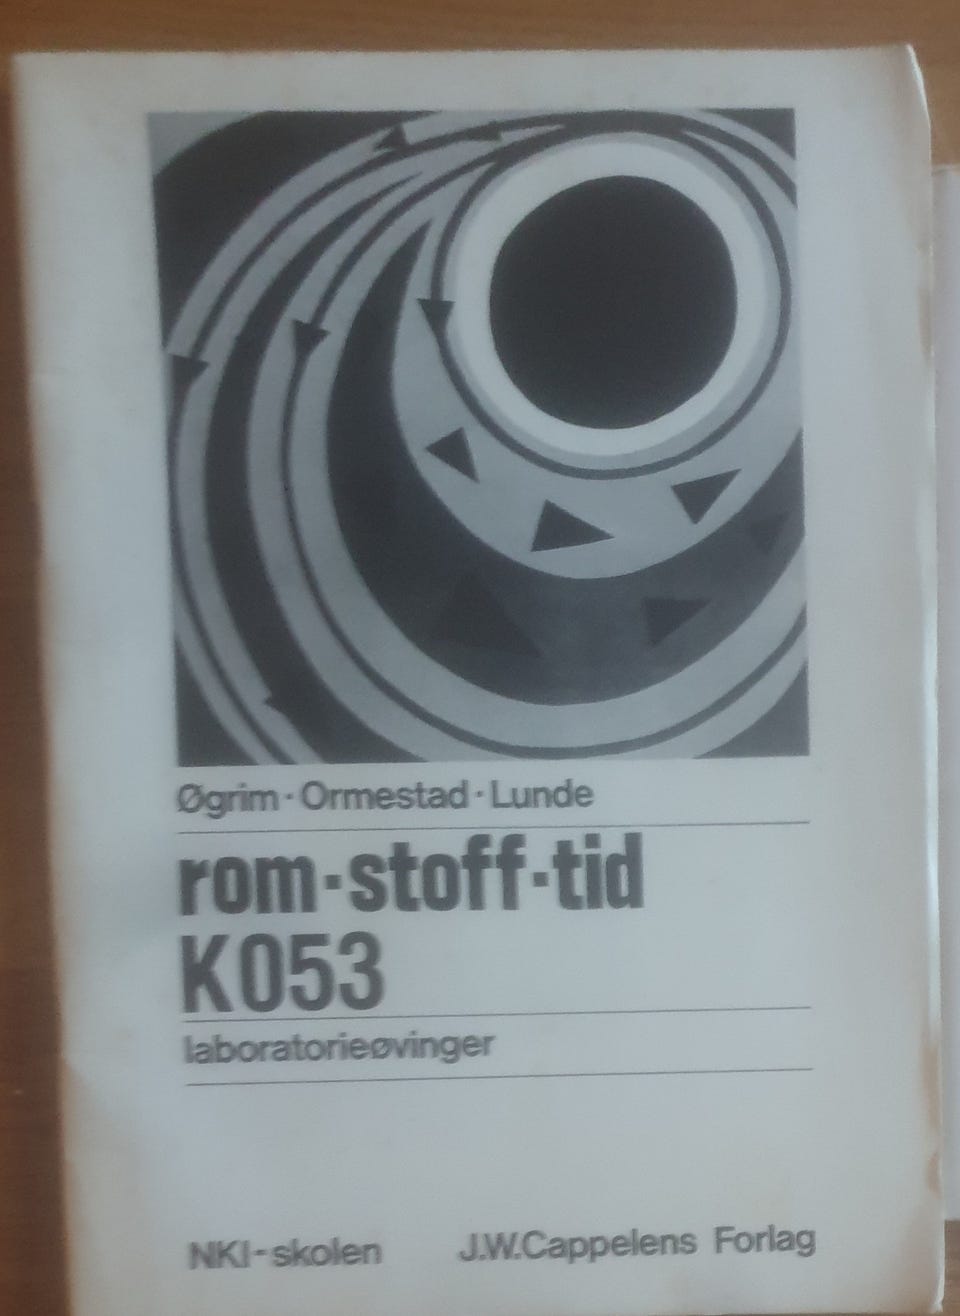 Øgrim · Ormestad · Lunde
rom·stoff·tid
K053
laboratorieøvinger
NKI-skolen J.W.Cappelens Forlag